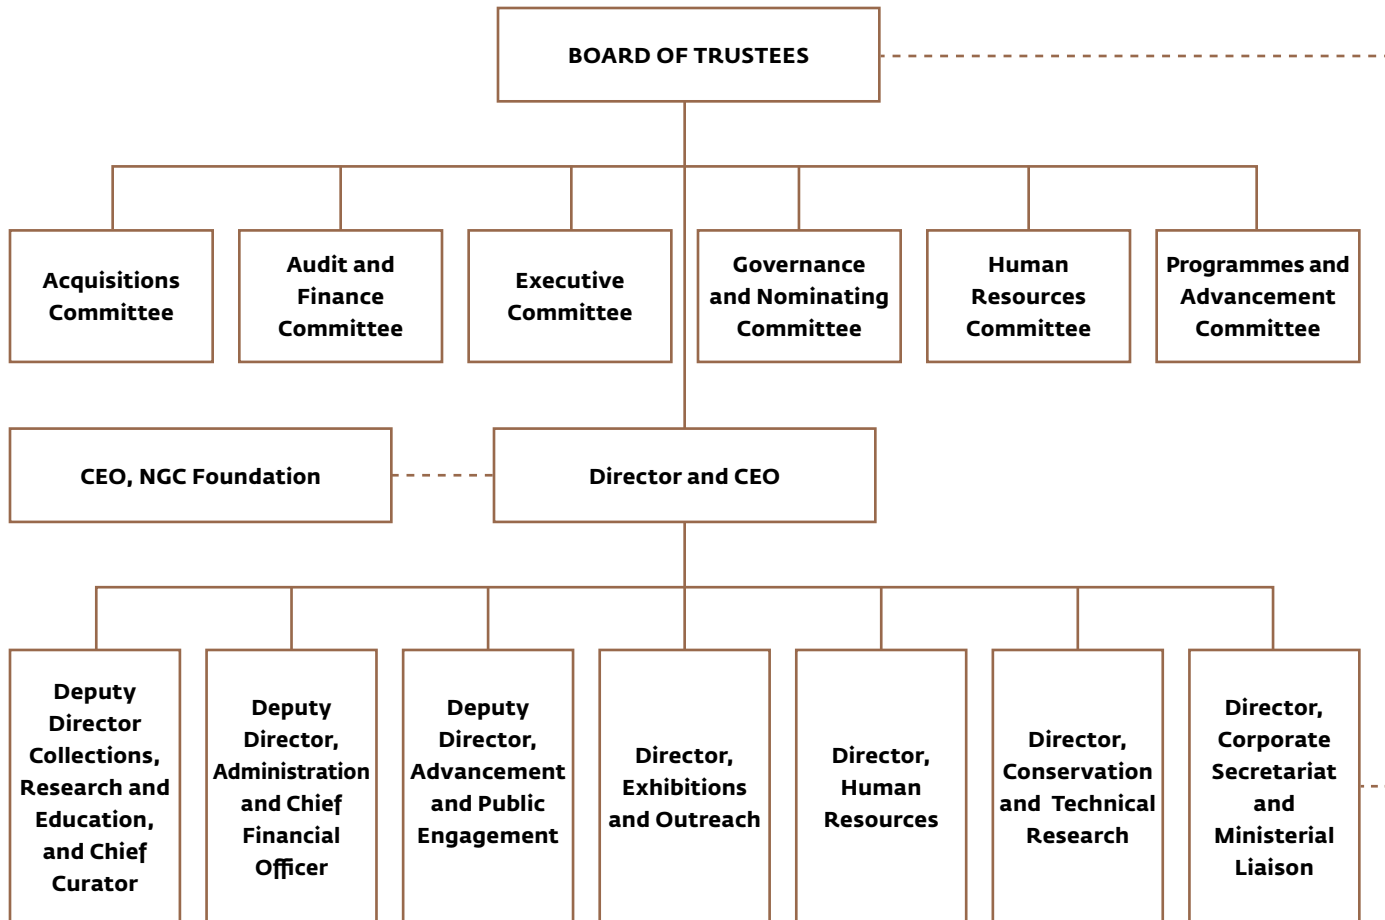 BOARD OF TRUSTEES
Acquisitions
Committee
Audit and
Finance
Committee
Executive
Committee
Governance
and Nominating
Committee
Human
Resources
Committee
Programmes and
Advancement
Committee
CEO, NGC Foundation
Director and CEO
Deputy
Director
Collections,
Research and
Education,
and Chief
Curator
Deputy
Director,
Administration
and Chief
Financial
Officer
Deputy
Director,
Advancement
and Public
Engagement
Director,
Exhibitions
and Outreach
Director,
Human
Resources
Director,
Conservation
and Technical
Research
Director,
Corporate
Secretariat
and
Ministerial
Liaison